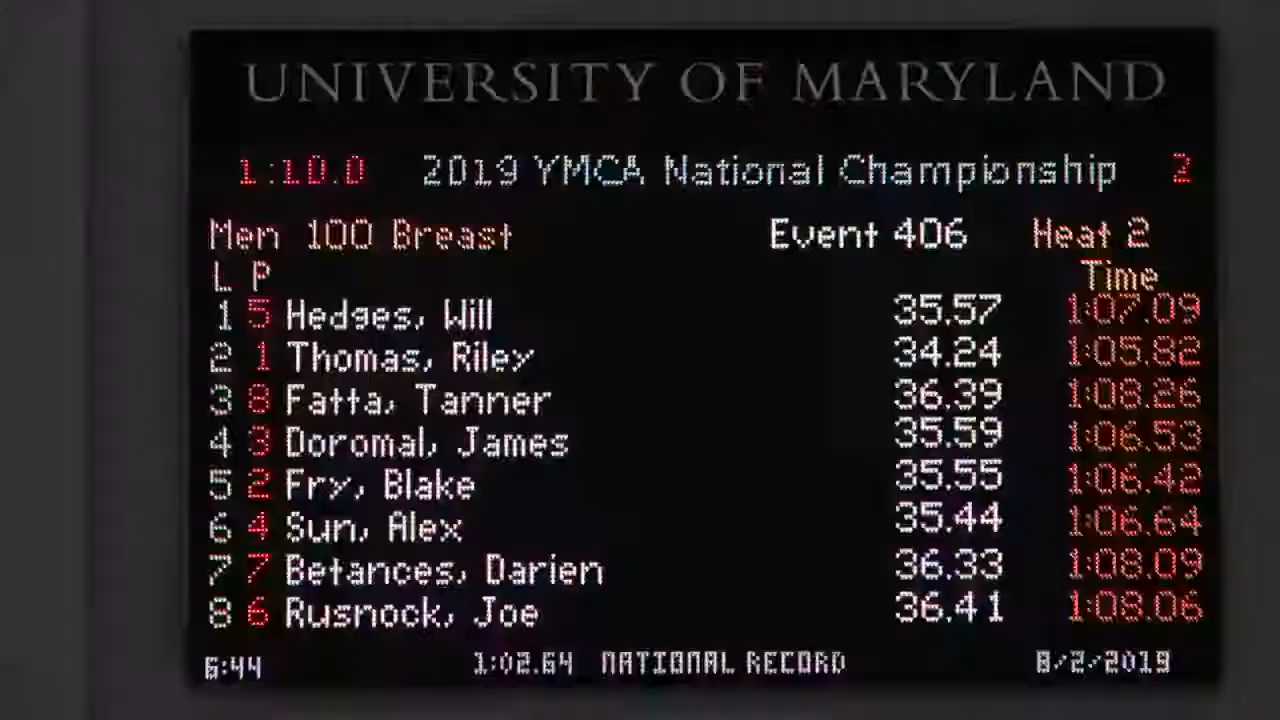 UNIVERSITY OF MARYLAND
1:10.0 2019 YMCA National Championship 2
Men 100 Breast Event 406 Heat 2
L P Time
1 5 Hedges, Will 35.57 1:07.09
2 1 Thomas, Riley 34.24 1:05.82
3 8 Fatta, Tanner 36.39 1:08.26
4 3 Doromal, James 35.59 1:06.53
5 2 Fry, Blake 35.55 1:06.42
6 4 Sun, Alex 35.44 1:06.64
7 7 Betances, Darien 36.33 1:08.09
8 6 Rusnock, Joe 36.41 1:08.06
6:44 1:02.64 NATIONAL RECORD 8/2/2019